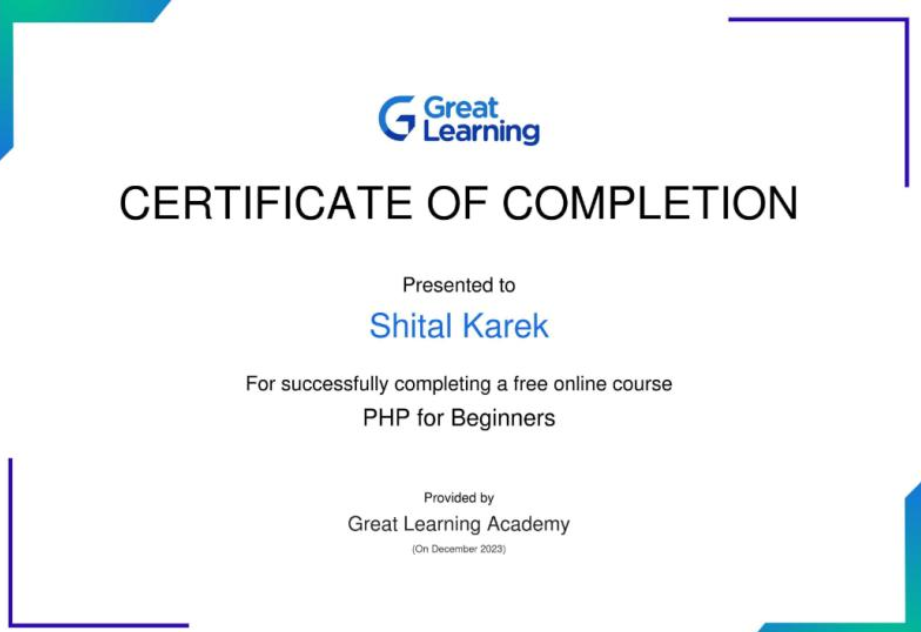 Great
Learning
CERTIFICATE OF COMPLETION
Presented to
Shital Karek
For successfully completing a free online course
PHP for Beginners
Provided by
Great Learning Academy
(On December 2023)